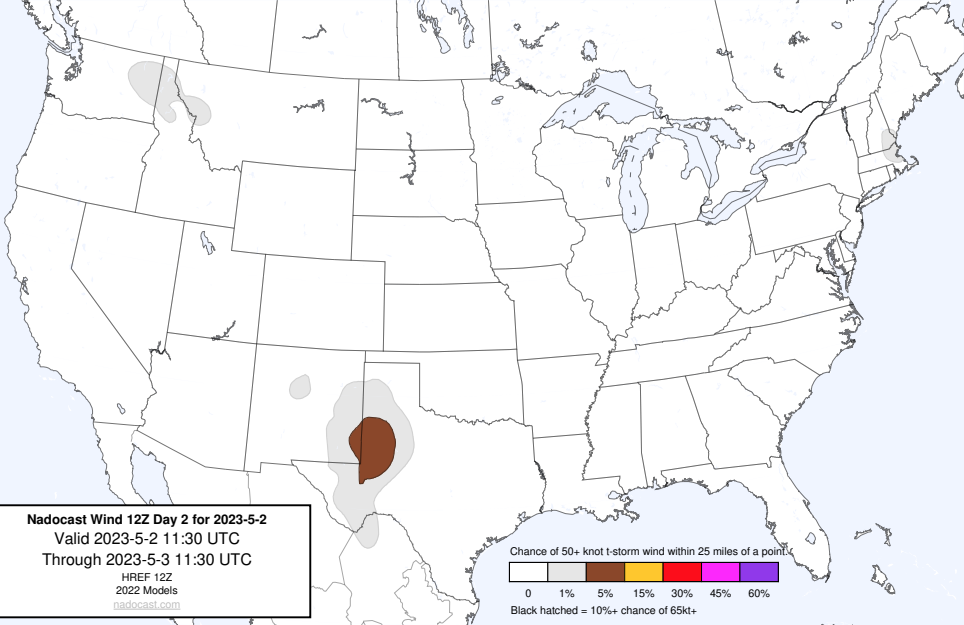 Nadocast Wind 12Z Day 2 for 2023-5-2
Valid 2023-5-2 11:30 UTC
Through 2023-5-3 11:30 UTC
HREF 12Z
2022 Models
nadocast.com
Chance of 50+ knot t-storm wind within 25 miles of a point.
0 1% 5% 15% 30% 45% 60%
Black hatched = 10%+ chance of 65kt+